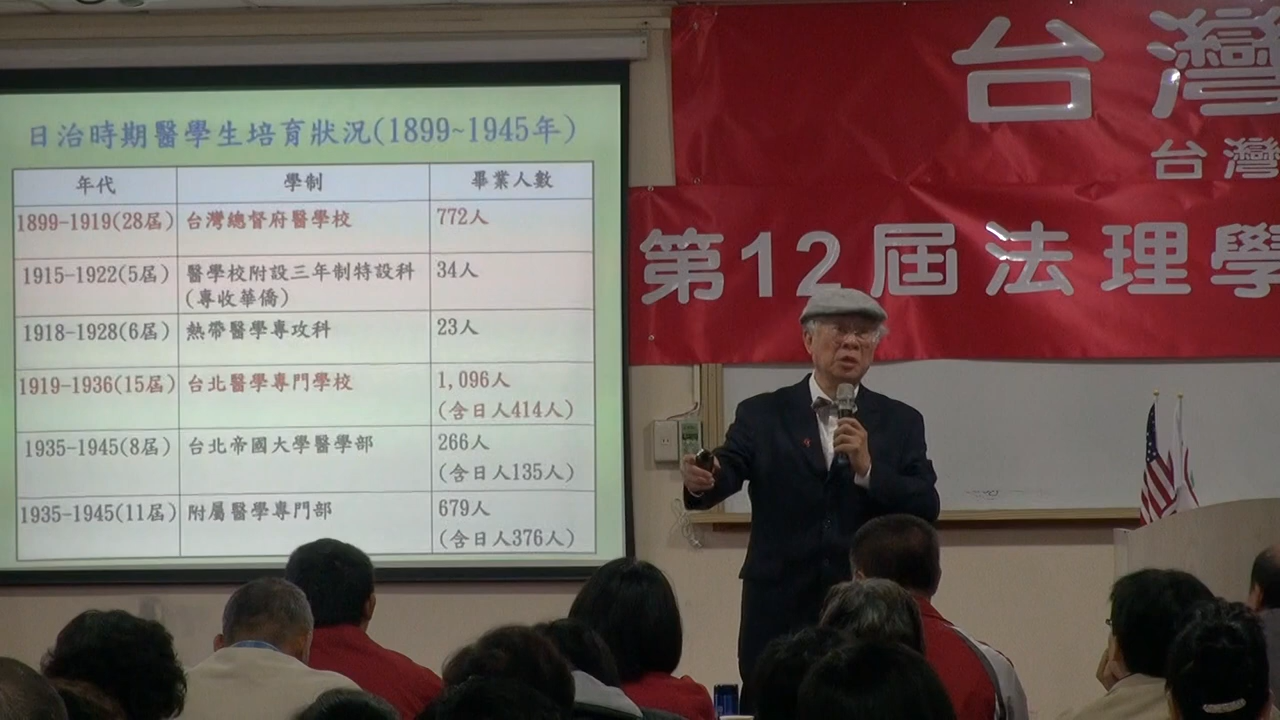 日治時期醫學生培育狀況(1899~1945年)
年代 學制 畢業人數
1899-1919(28屆) 台灣總督府醫學校 772人
1915-1922(5屆) 醫學校附設三年制特設科 34人
(專收華僑)
1918-1928(6屆) 熱帶醫學專攻科 23人
1919-1936(15屆) 台北醫學專門學校 1,096人
(含日人414人)
1935-1945(8屆) 台北帝國大學醫學部 266人
(含日人135人)
1935-1945(11屆) 附屬醫學專門部 679人
(含日人376人)
台灣
台灣
第12屆法理學